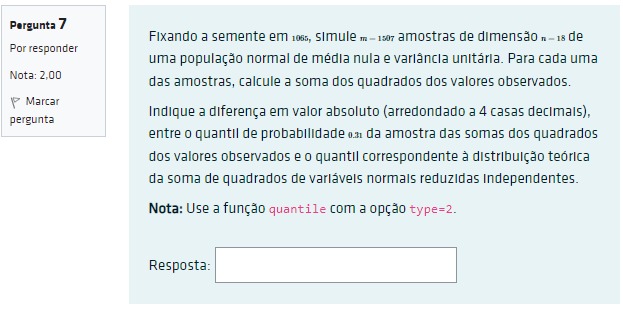 Pergunta 7
Por responder
Nota: 2,00
Marcar
pergunta
Fixando a semente em 1065, simule m = 1507 amostras de dimensão n = 18 de
uma população normal de média nula e variância unitária. Para cada uma
das amostras, calcule a soma dos quadrados dos valores observados.
Indique a diferença em valor absoluto (arredondado a 4 casas decimais),
entre o quantil de probabilidade 0.31 da amostra das somas dos quadrados
dos valores observados e o quantil correspondente à distribuição teórica
da soma de quadrados de variáveis normais reduzidas independentes.
Nota: Use a função quantile com a opção type=2.
Resposta: